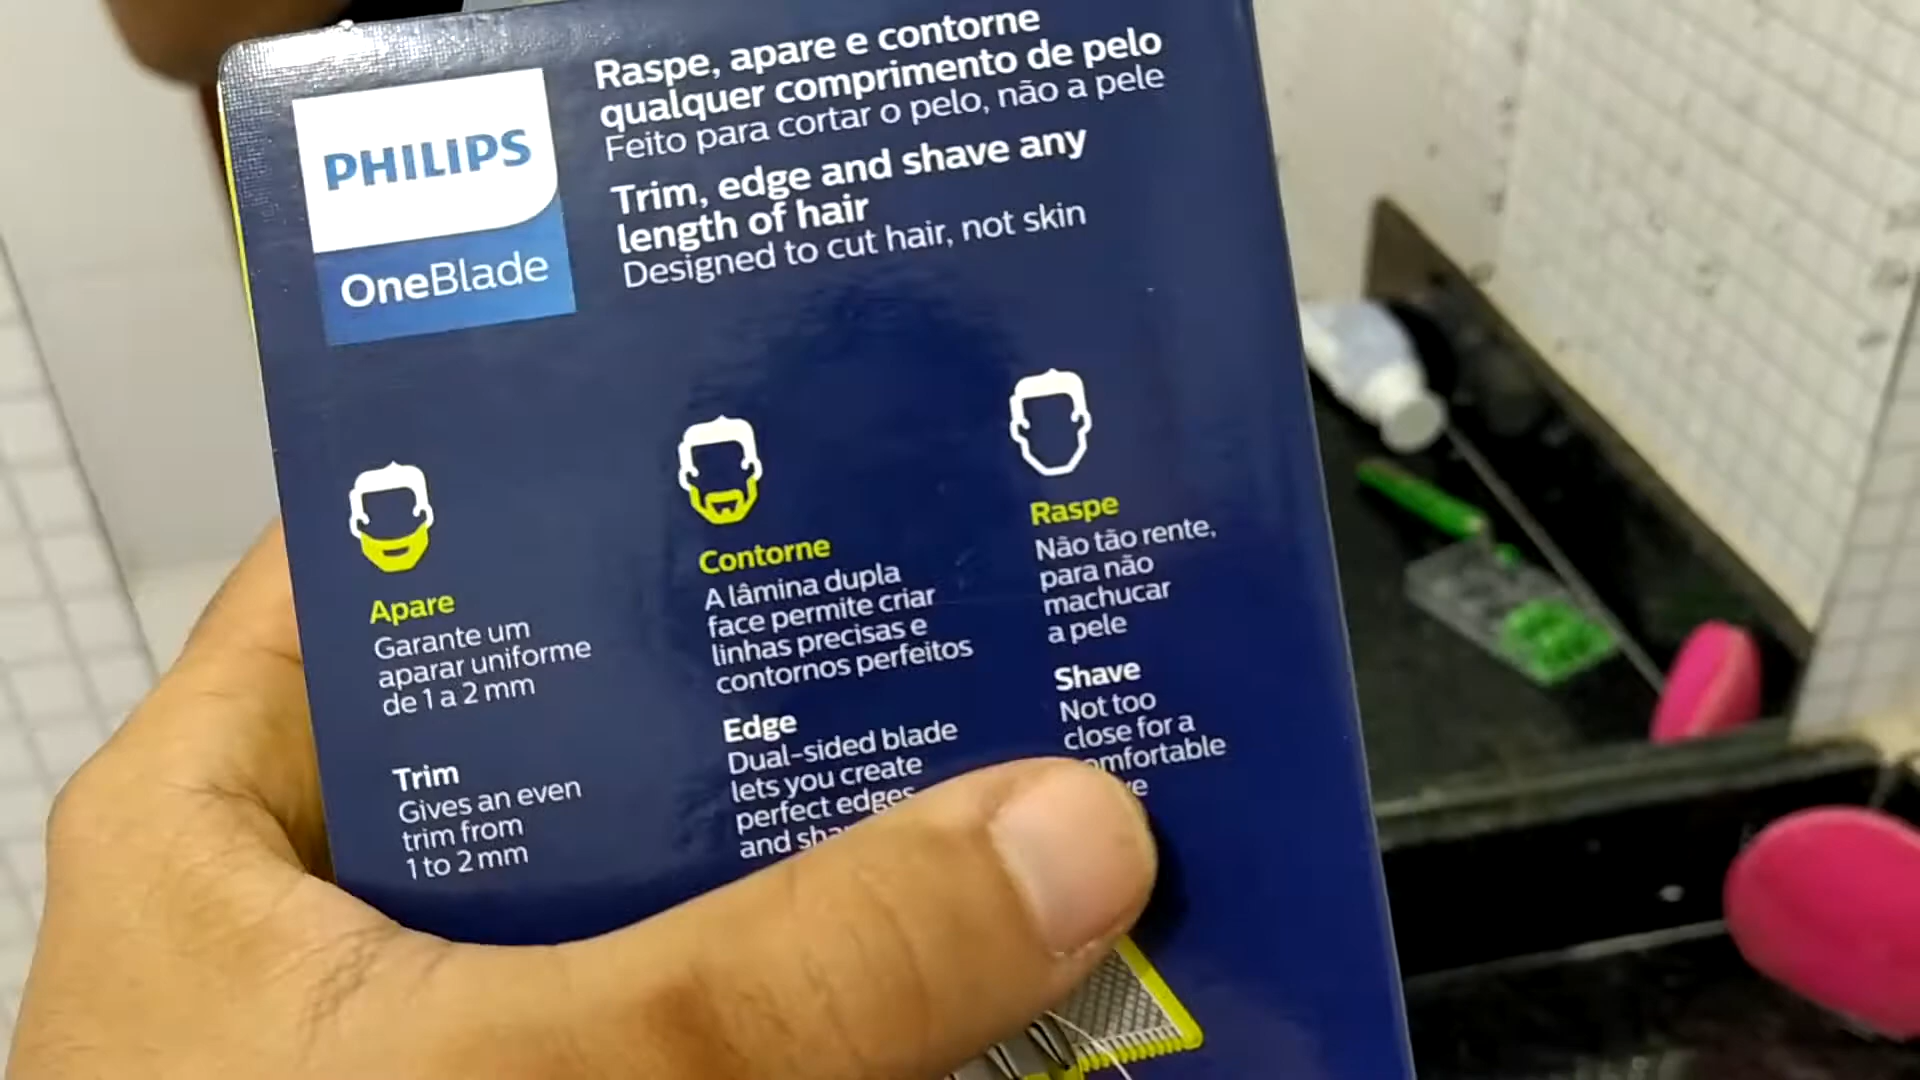 PHILIPS
OneBlade
Raspe, apare e contorne
qualquer comprimento de pelo
Feito para cortar o pelo, não a pele
Trim, edge and shave any
length of hair
Designed to cut hair, not skin
Apare
Garante um
aparar uniforme
de 1 a 2 mm
Trim
Gives an even
trim from
1 to 2 mm
Contorne
A lâmina dupla
face permite criar
linhas precisas e
contornos perfeitos
Edge
Dual-sided blade
lets you create
perfect edges
and
Raspe
Não tão rente,
para não
machucar
a pele
Shave
Not too
close for a